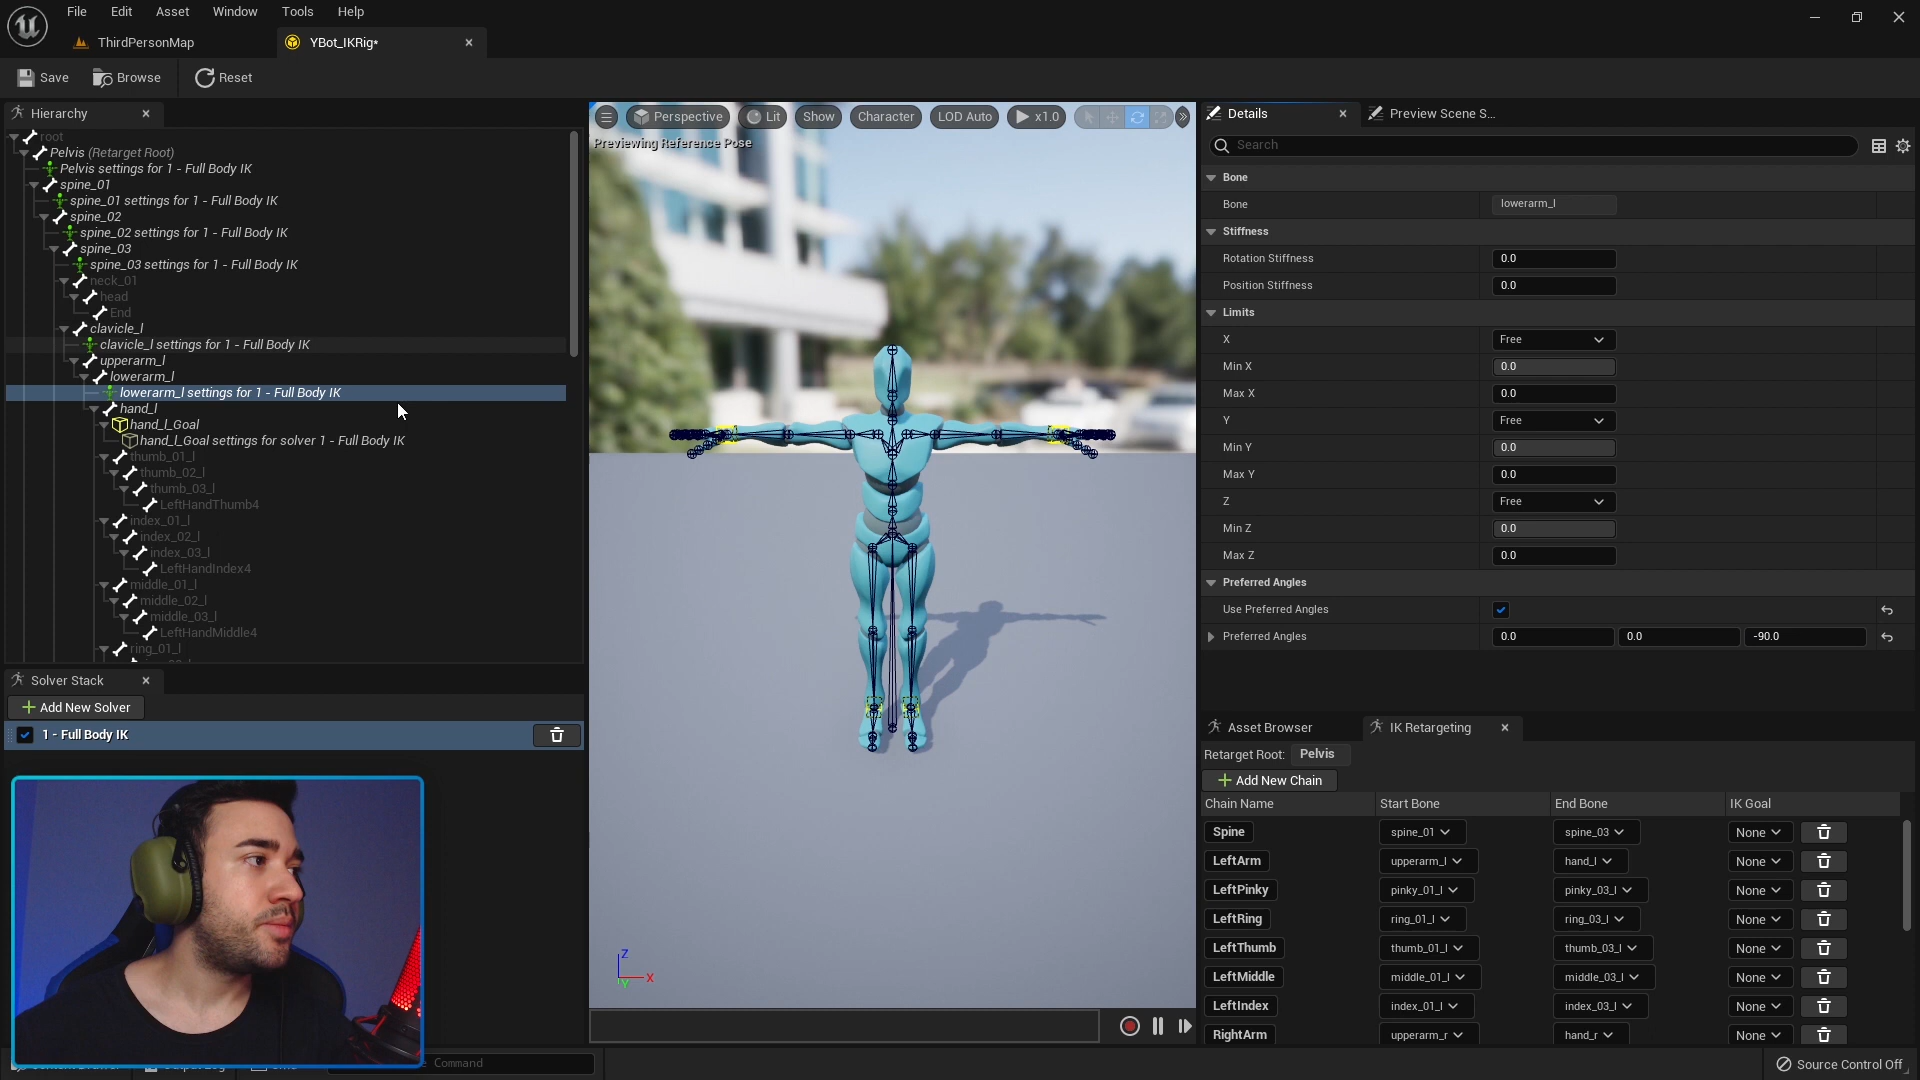 File Edit Asset Window Tools Help
ThirdPersonMap
YBot_IKRig*
Save Browse Reset
Hierarchy
root
Pelvis (Retarget Root)
Pelvis settings for 1 - Full Body IK
spine_01
spine_01 settings for 1 - Full Body IK
spine_02
spine_02 settings for 1 - Full Body IK
spine_03
spine_03 settings for 1 - Full Body IK
neck_01
head
End
clavicle_l
clavicle_l settings for 1 - Full Body IK
upperarm_l
lowerarm_l
lowerarm_l settings for 1 - Full Body IK
hand_l
hand_l_Goal
hand_l_Goal settings for solver 1 - Full Body IK
thumb_01_l
thumb_02_l
thumb_03_l
LeftHandThumb4
index_01_l
index_02_l
index_03_l
LeftHandIndex4
middle_01_l
middle_02_l
middle_03_l
LeftHandMiddle4
ring_01_l
Solver Stack
Add New Solver
1 - Full Body IK
Command
Perspective Lit Show Character LOD Auto x1.0
Previewing Reference Pose
Z
X
Y
Details
Preview Scene S...
Search
Bone
Bone lowerarm_l
Stiffness
Rotation Stiffness 0.0
Position Stiffness 0.0
Limits
X Free
Min X 0.0
Max X 0.0
Y Free
Min Y 0.0
Max Y 0.0
Z Free
Min Z 0.0
Max Z 0.0
Preferred Angles
Use Preferred Angles
Preferred Angles 0.0 0.0 -90.0
Asset Browser
IK Retargeting
Retarget Root: Pelvis
Add New Chain
Chain Name Start Bone End Bone IK Goal
Spine spine_01 spine_03 None
LeftArm upperarm_l hand_l None
LeftPinky pinky_01_l pinky_03_l None
LeftRing ring_01_l ring_03_l None
LeftThumb thumb_01_l thumb_03_l None
LeftMiddle middle_01_l middle_03_l None
LeftIndex index_01_l index_03_l None
RightArm upperarm_r hand_r None
Source Control Off